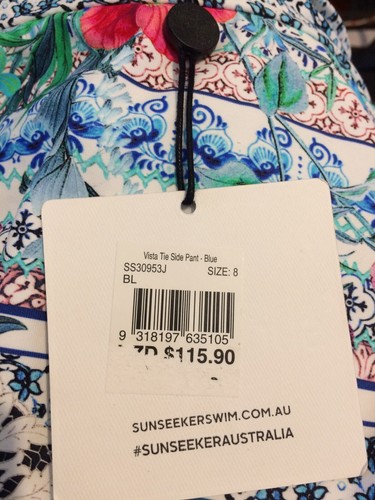 Vista Tie Side Pant - Blue
SS30953J SIZE: 8
BL
9 318197 635105
$115.90
SUNSEEKERSWIM.COM.AU
#SUNSEEKERAUSTRALIA